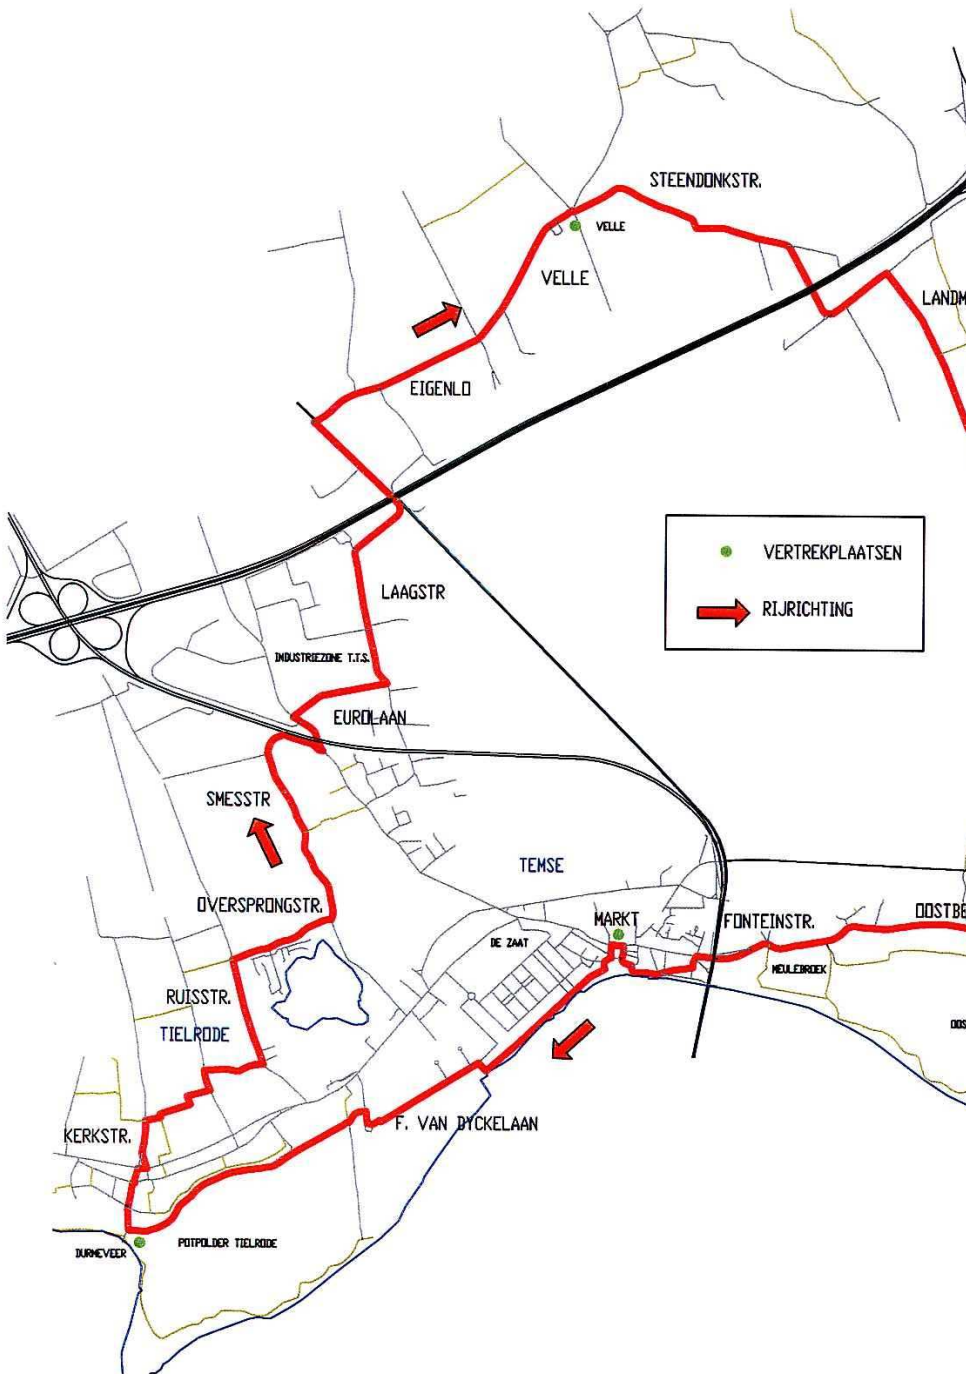 STEENDONKSTR.
VELLE
VELLE
LANDM
EIGENLO
VERTREKPLAATSEN
RIJRICHTING
LAAGSTR
INDUSTRIEZONE T.T.S.
EUROLAAN
SMESSTR
TEMSE
OVERSPRONGSTR.
MARKT
FONTEINSTR.
OOSTBE
DE ZAAT
MEULEBROEK
RUISSTR.
TIELRODE
OOS
KERKSTR.
F. VAN DYCKELAAN
DURMEVEER
POTPOLDER TIELRODE